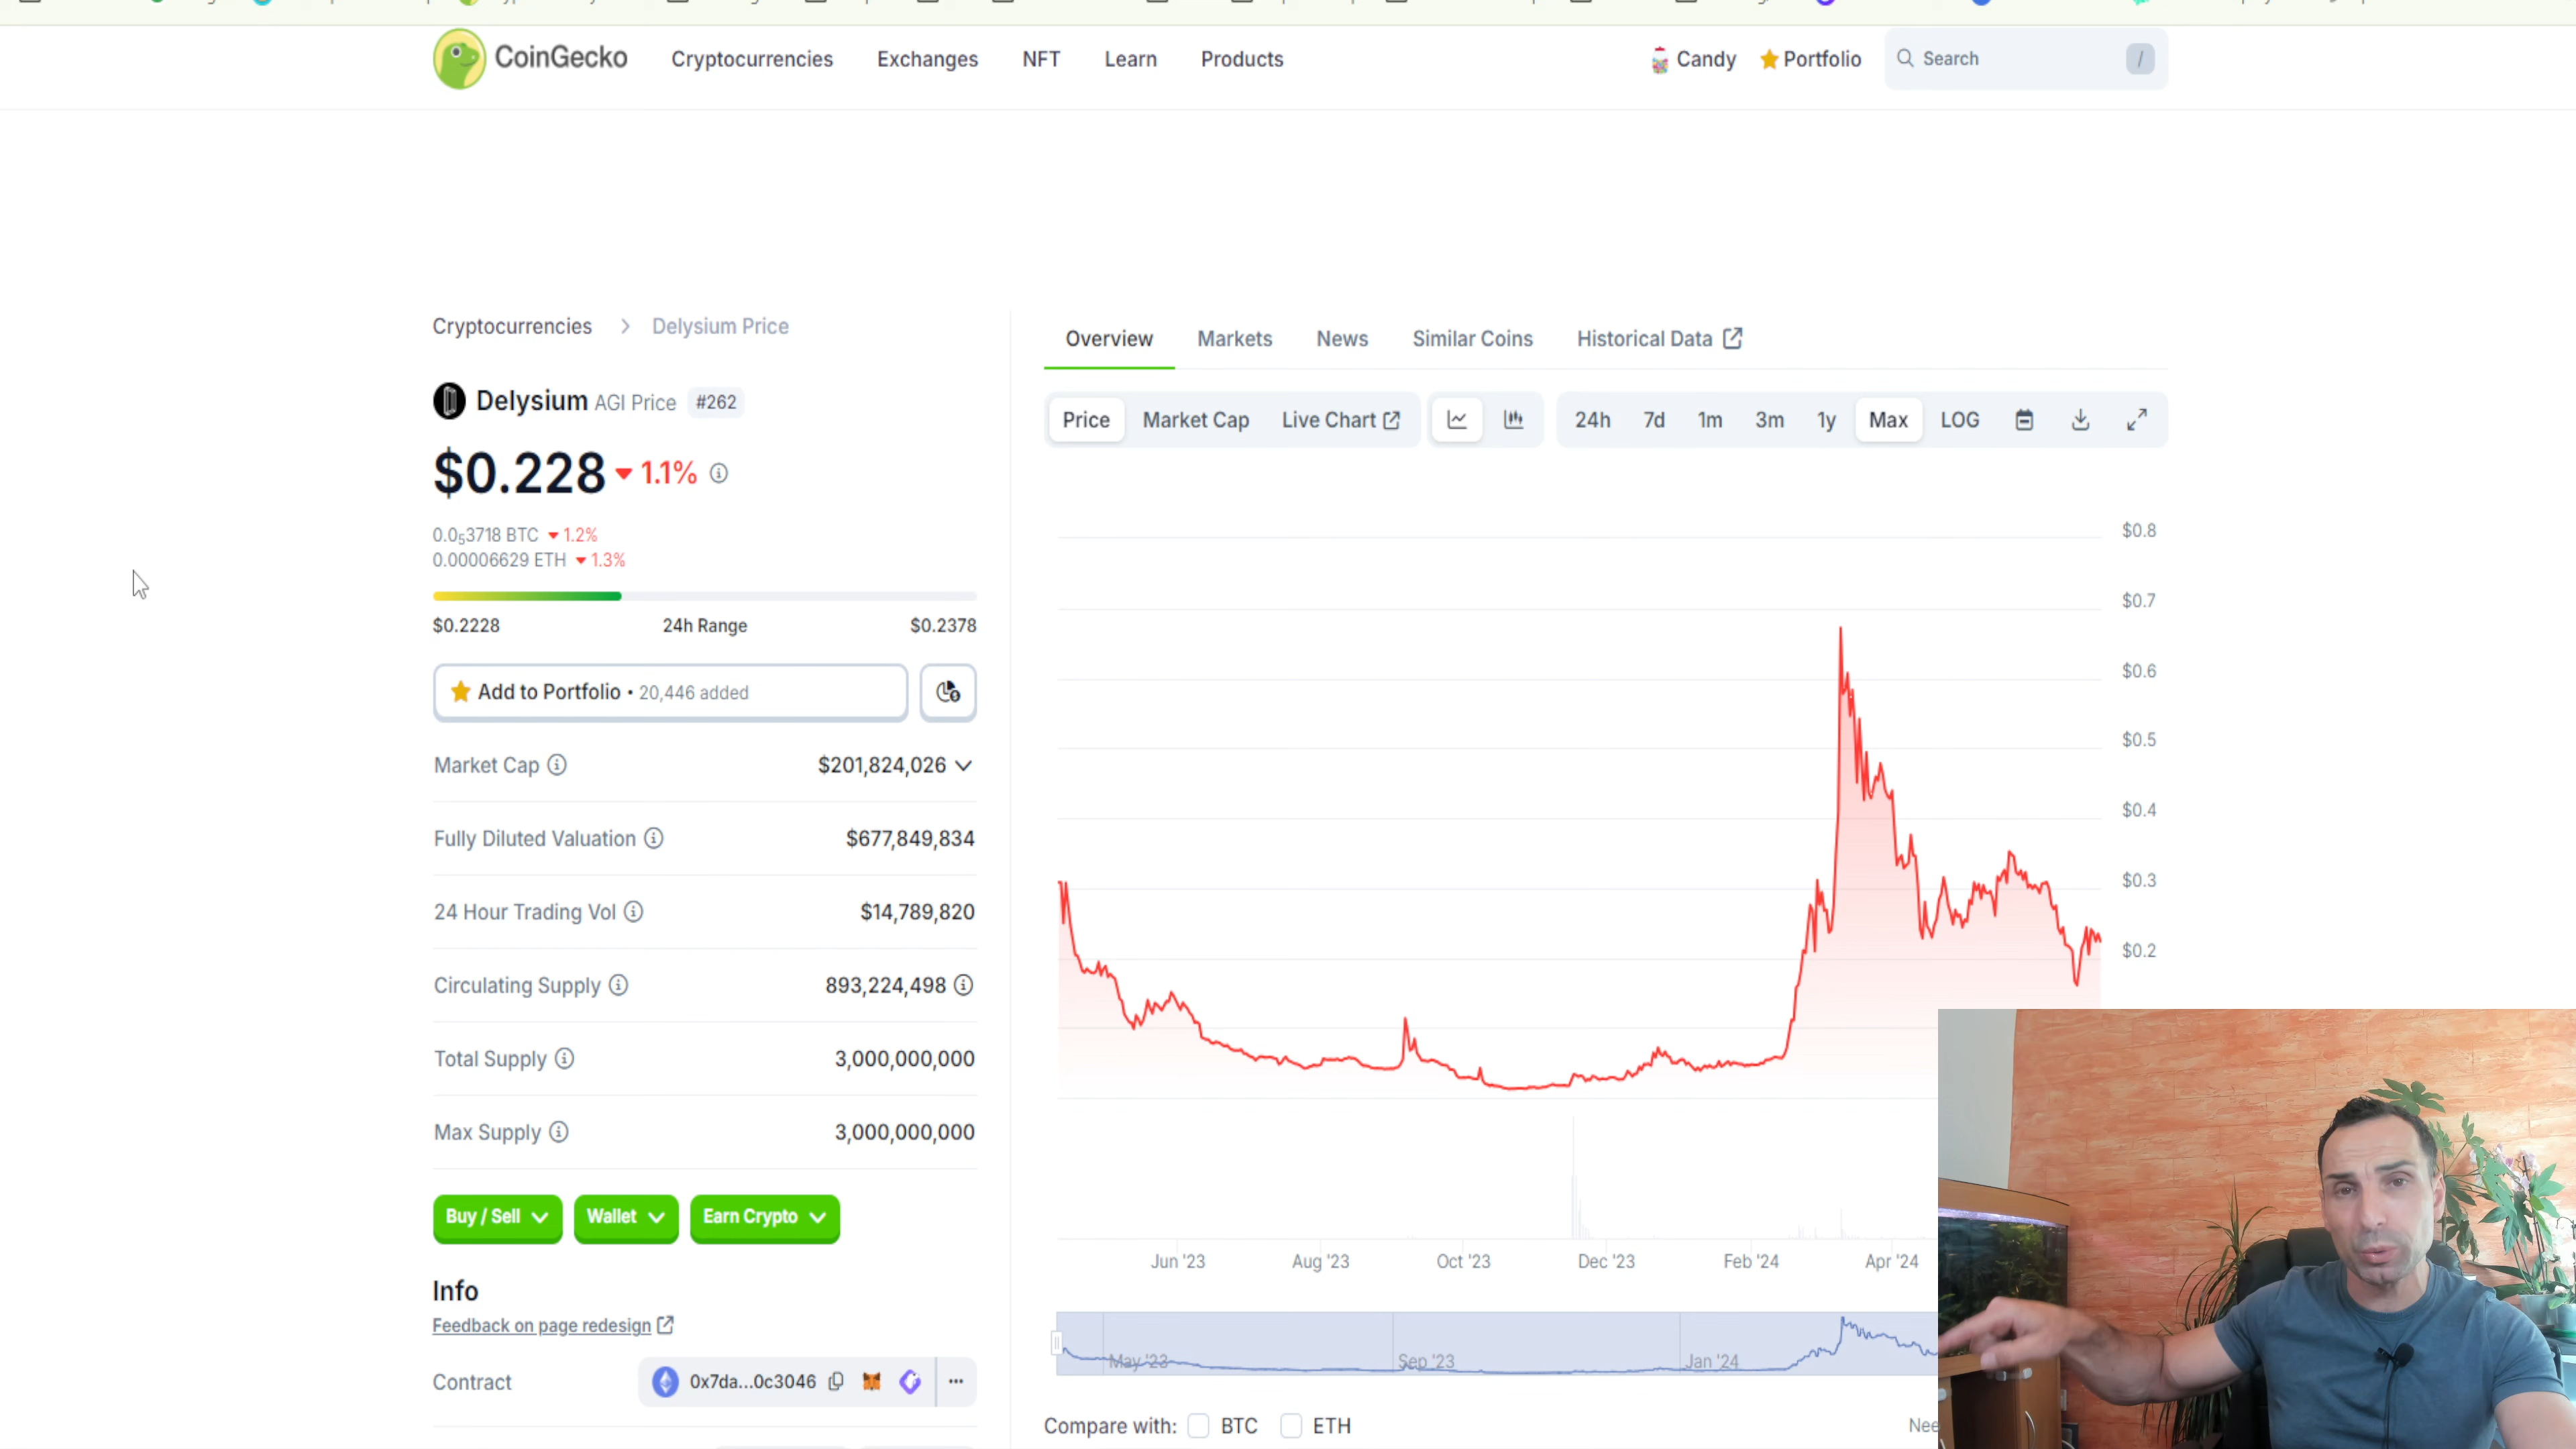 CoinGecko
Cryptocurrencies Exchanges NFT Learn Products
Candy Portfolio Search /
Cryptocurrencies > Delysium Price
Delysium AGI Price #262
$0.228 1.1%
0.0₅3718 BTC 1.2%
0.00006629 ETH 1.3%
$0.2228 24h Range $0.2378
Add to Portfolio • 20,446 added
Market Cap $201,824,026
Fully Diluted Valuation $677,849,834
24 Hour Trading Vol $14,789,820
Circulating Supply 893,224,498
Total Supply 3,000,000,000
Max Supply 3,000,000,000
Buy / Sell Wallet Earn Crypto
Info
Feedback on page redesign
Contract 0x7da...0c3046 ...
Overview Markets News Similar Coins Historical Data
Price Market Cap Live Chart 24h 7d 1m 3m 1y Max LOG
$0.8
$0.7
$0.6
$0.5
$0.4
$0.3
$0.2
Jun '23 Aug '23 Oct '23 Dec '23 Feb '24 Apr '24
May '23 Sep '23 Jan '24
Compare with: BTC ETH